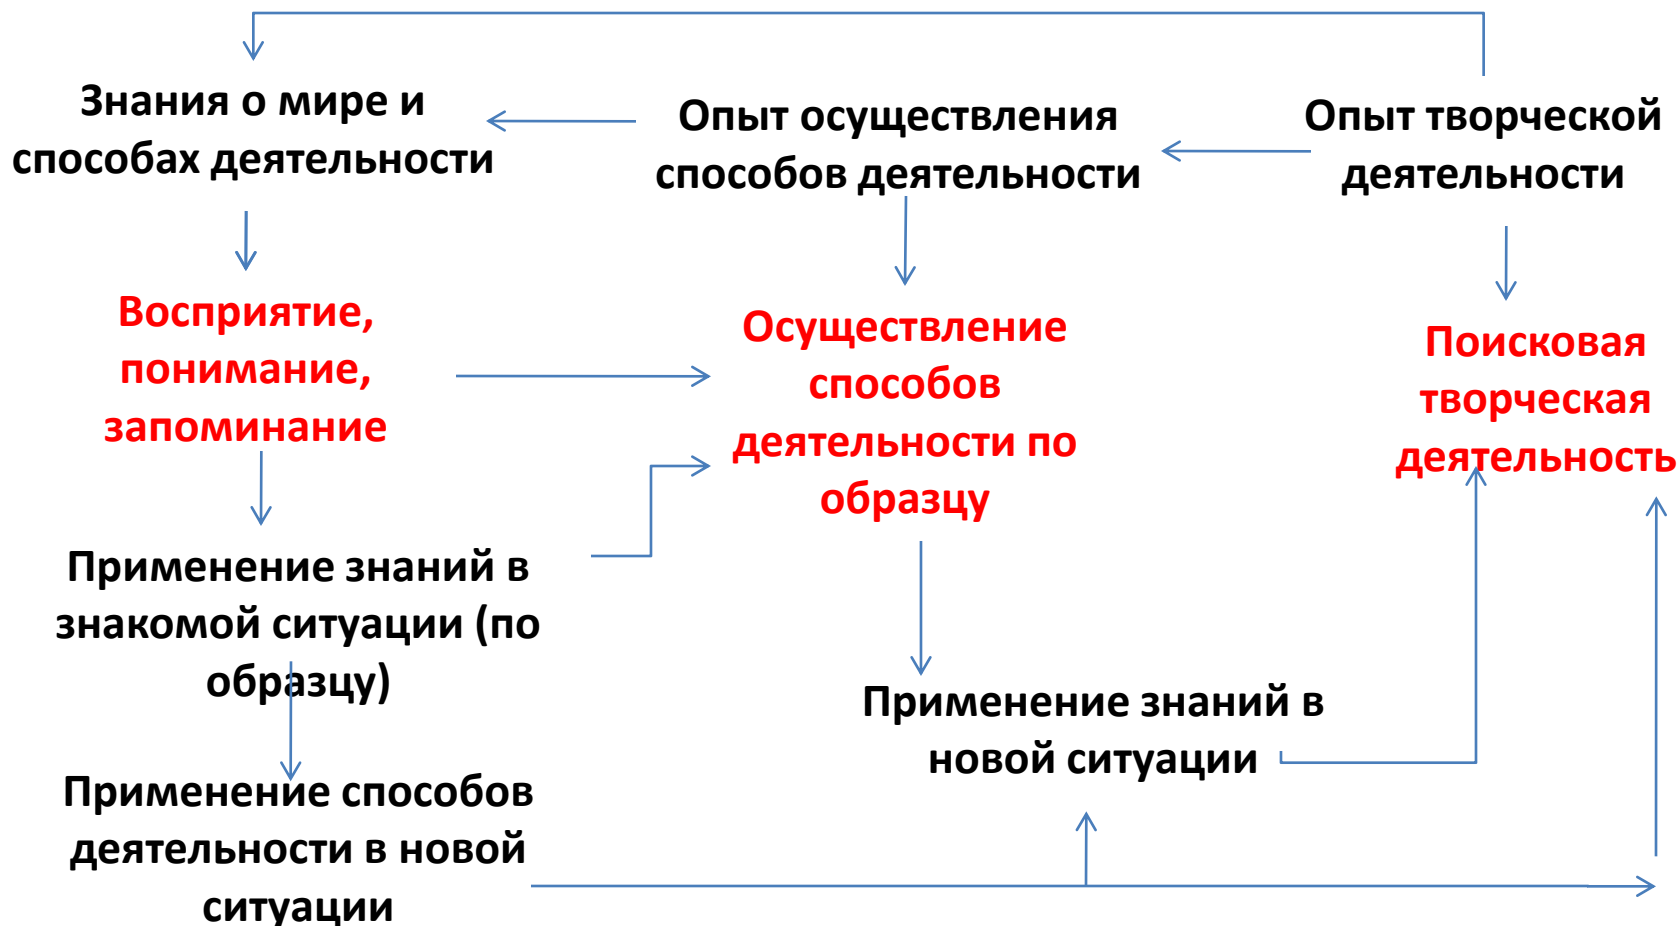 Знания о мире и
способах деятельности
Опыт осуществления
способов деятельности
Опыт творческой
деятельности
Восприятие,
понимание,
запоминание
Осуществление
способов
деятельности по
образцу
Поисковая
творческая
деятельность
Применение знаний в
знакомой ситуации (по
образцу)
Применение знаний в
новой ситуации
Применение способов
деятельности в новой
ситуации